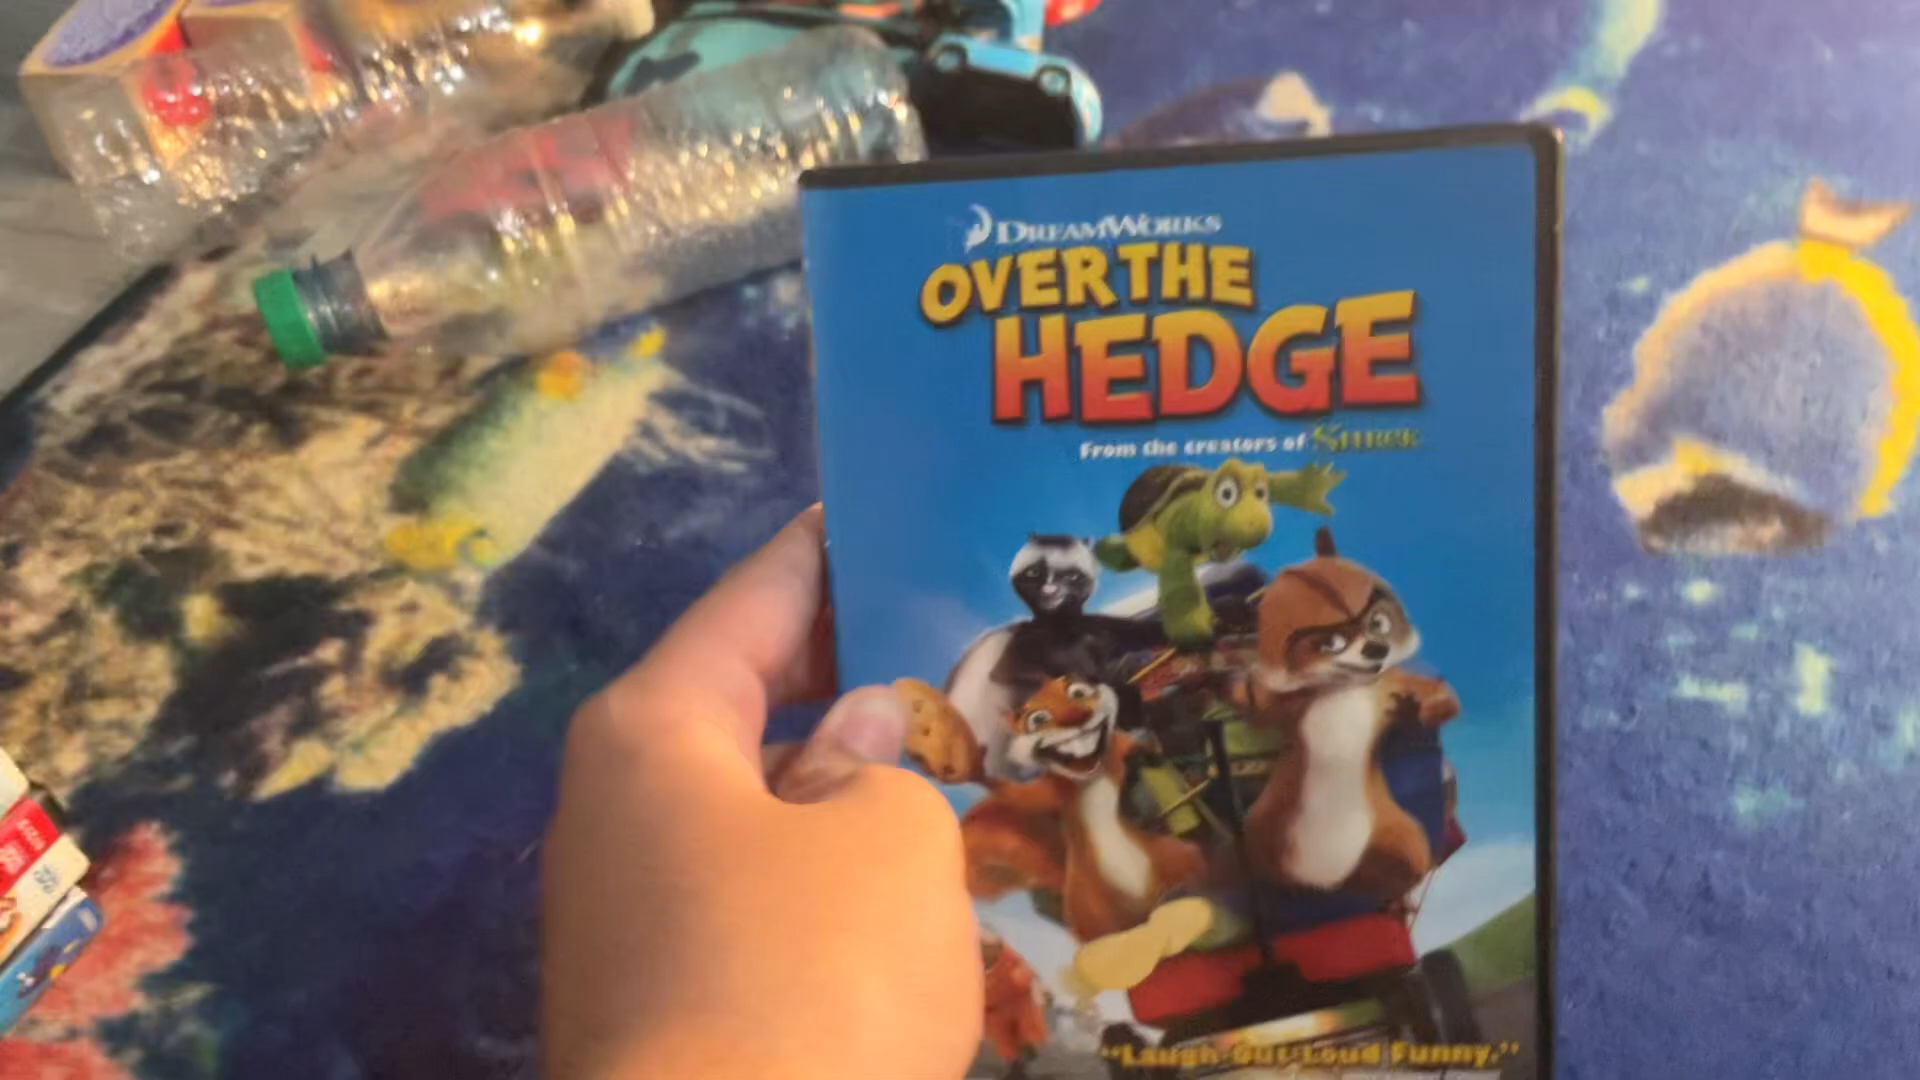 DREAMWORKS
OVER THE
HEDGE
From the creators of SHREK
"Laugh-Out-Loud Funny."